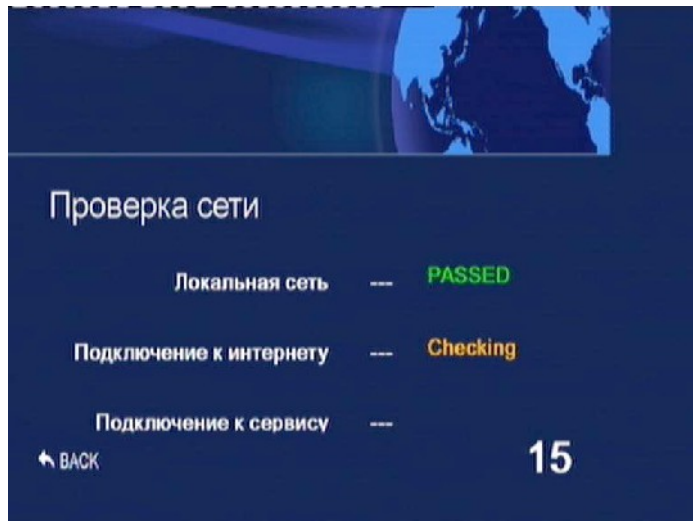 Проверка сети
Локальная сеть --- PASSED
Подключение к интернету --- Checking
Подключение к сервису ---
BACK
15